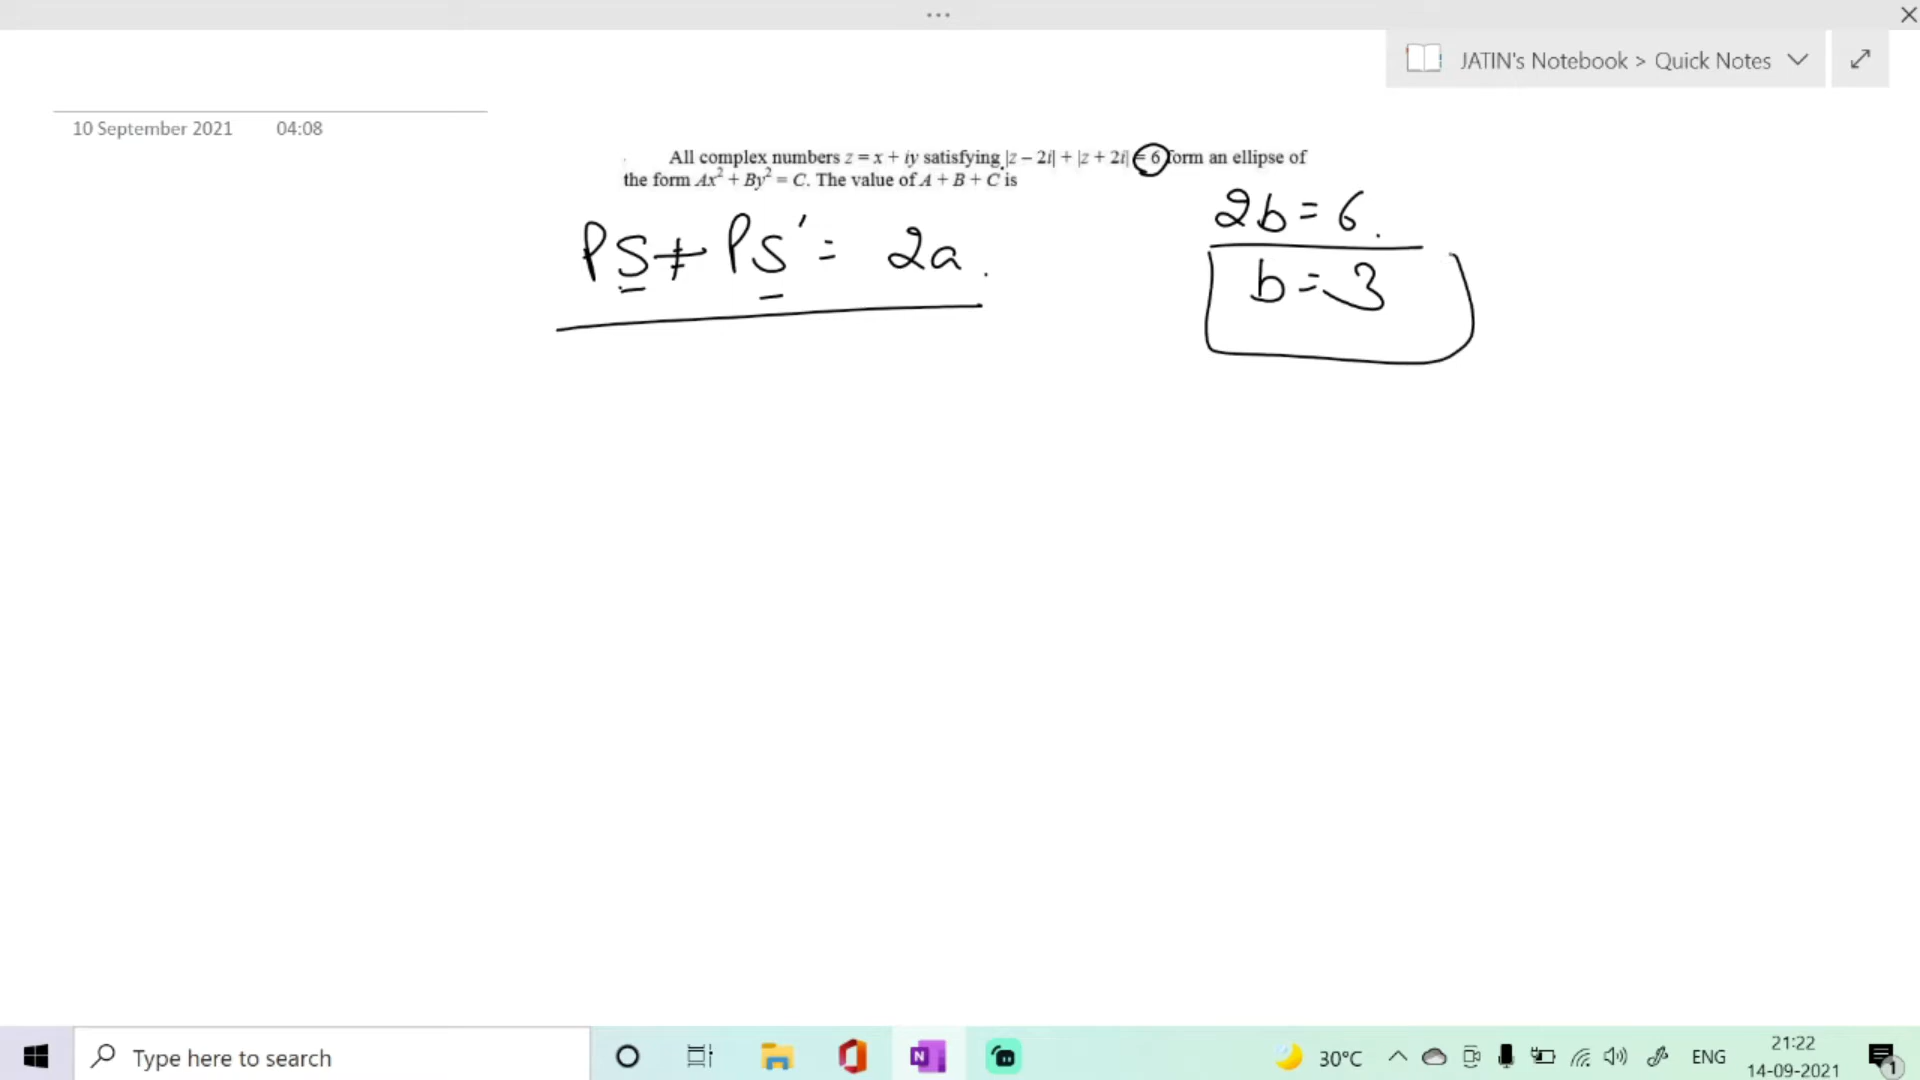 JATIN's Notebook > Quick Notes
10 September 2021 04:08
All complex numbers z = x + iy satisfying |z − 2i| + |z + 2i| = 6 form an ellipse of
the form Ax² + By² = C. The value of A + B + C is
PS + PS' = 2a.
2b = 6.
b = 3
Type here to search
30°C
ENG
21:22
14-09-2021
1